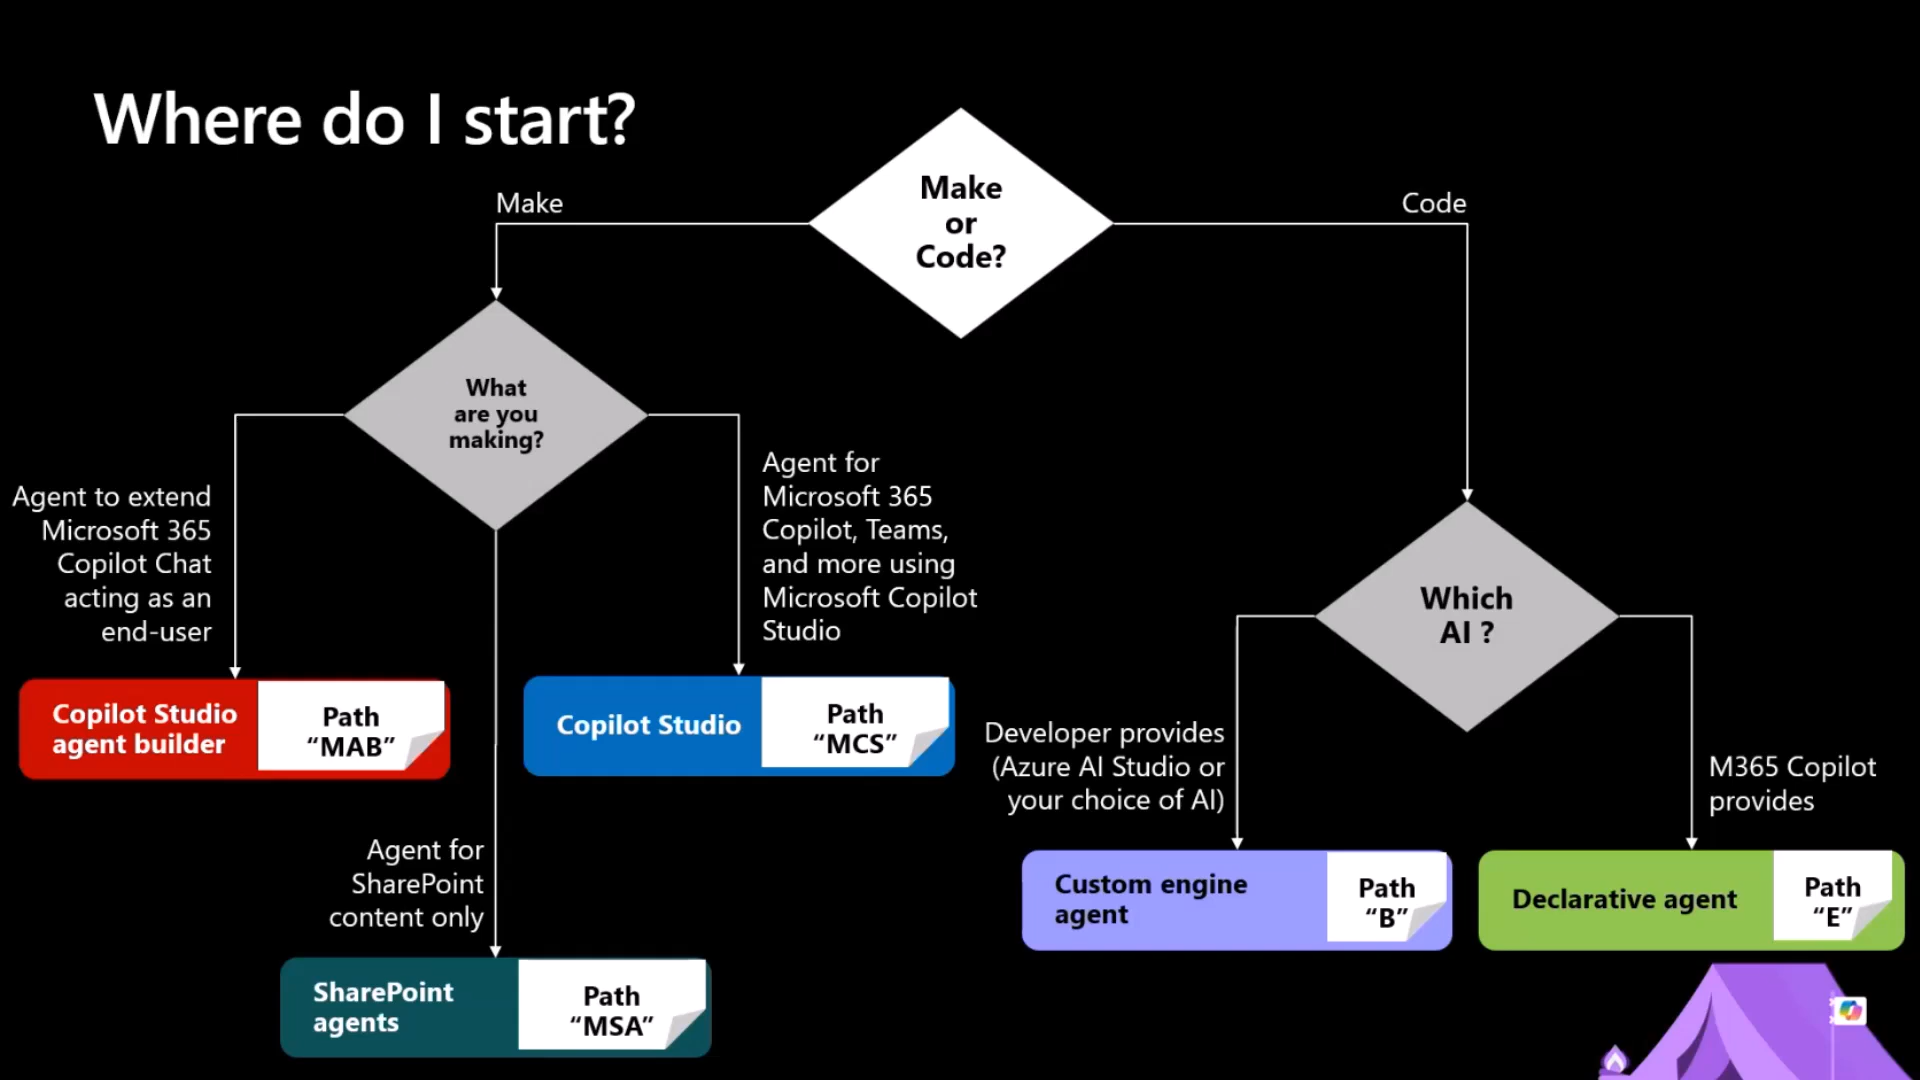 Where do I start?
Make
or
Code?
Make
Code
What
are you
making?
Agent to extend
Microsoft 365
Copilot Chat
acting as an
end-user
Agent for
Microsoft 365
Copilot, Teams,
and more using
Microsoft Copilot
Studio
Which
AI ?
Copilot Studio
agent builder
Path
“MAB”
Copilot Studio
Path
“MCS”
Developer provides
(Azure AI Studio or
your choice of AI)
M365 Copilot
provides
Agent for
SharePoint
content only
Custom engine
agent
Path
“B”
Declarative agent
Path
“E”
SharePoint
agents
Path
“MSA”